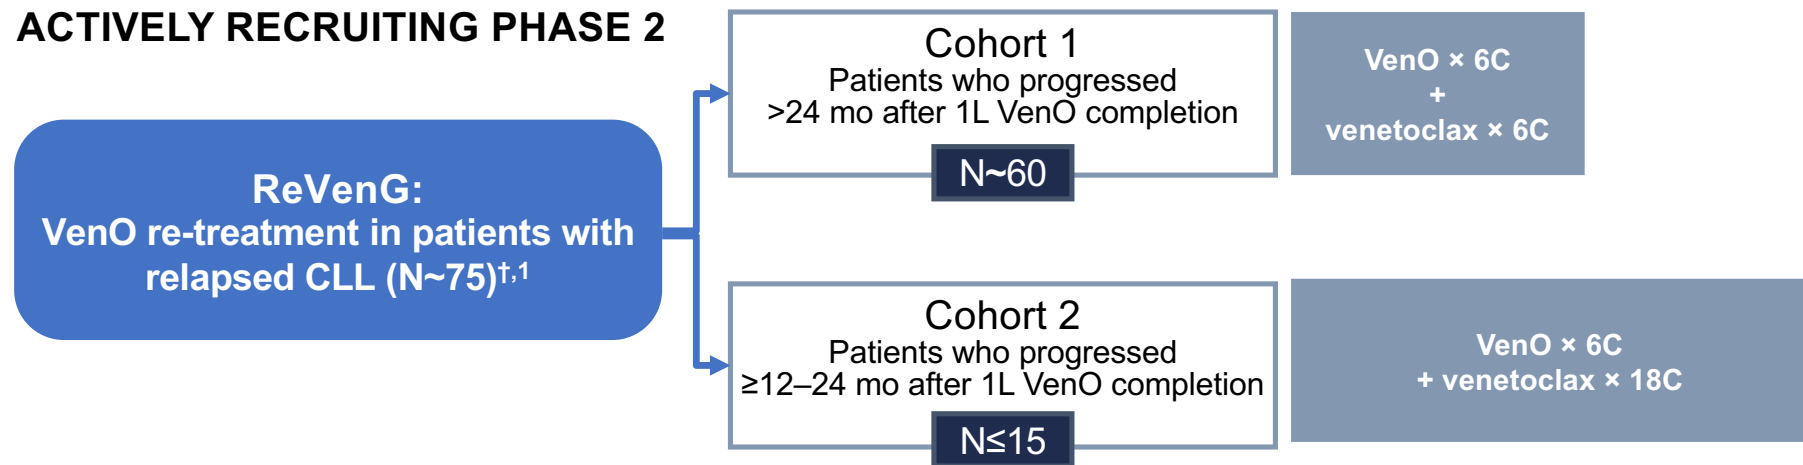 ACTIVELY RECRUITING PHASE 2
ReVenG:
VenO re-treatment in patients with
relapsed CLL (N~75)†,1
Cohort 1
Patients who progressed
>24 mo after 1L VenO completion
N~60
VenO × 6C
+
venetoclax × 6C
Cohort 2
Patients who progressed
≥12–24 mo after 1L VenO completion
N≤15
VenO × 6C
+ venetoclax × 18C